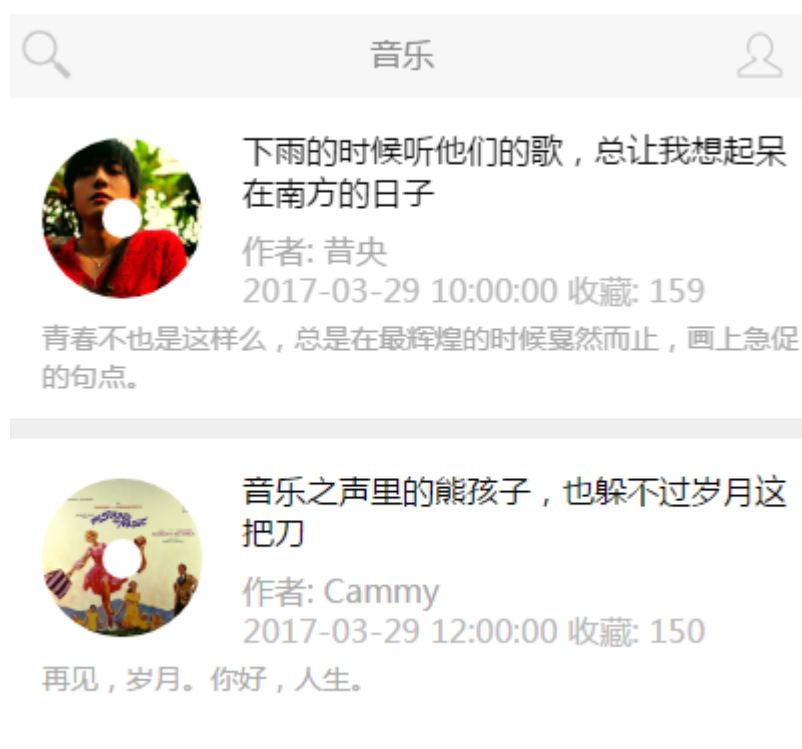 音乐
下雨的时候听他们的歌，总让我想起呆
在南方的日子
作者: 昔央
2017-03-29 10:00:00 收藏: 159
青春不也是这样么，总是在最辉煌的时候戛然而止，画上急促
的句点。
音乐之声里的熊孩子，也躲不过岁月这
把刀
作者: Cammy
2017-03-29 12:00:00 收藏: 150
再见，岁月。你好，人生。